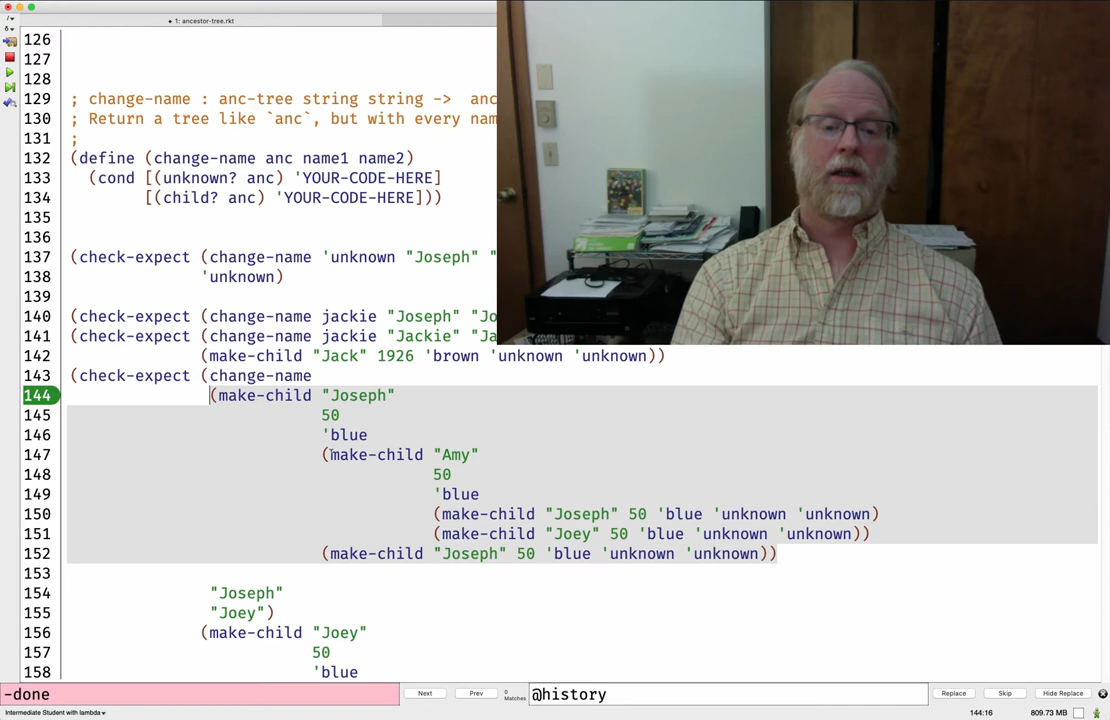 1: ancestor-tree.rkt
126
127
128
129 ; change-name : anc-tree string string -> anc
130 ; Return a tree like `anc`, but with every nam
131 ;
132 (define (change-name anc name1 name2)
133 (cond [(unknown? anc) 'YOUR-CODE-HERE]
134 [(child? anc) 'YOUR-CODE-HERE]))
135
136
137 (check-expect (change-name 'unknown "Joseph" "
138 'unknown)
139
140 (check-expect (change-name jackie "Joseph" "Jo
141 (check-expect (change-name jackie "Jackie" "Ja
142 (make-child "Jack" 1926 'brown 'unknown 'unknown))
143 (check-expect (change-name
144 (make-child "Joseph"
145 50
146 'blue
147 (make-child "Amy"
148 50
149 'blue
150 (make-child "Joseph" 50 'blue 'unknown 'unknown)
151 (make-child "Joey" 50 'blue 'unknown 'unknown))
152 (make-child "Joseph" 50 'blue 'unknown 'unknown))
153
154 "Joseph"
155 "Joey")
156 (make-child "Joey"
157 50
158 'blue
-done Next Prev 0 Matches @history Replace Skip Hide Replace
Intermediate Student with lambda 144:16 809.73 MB